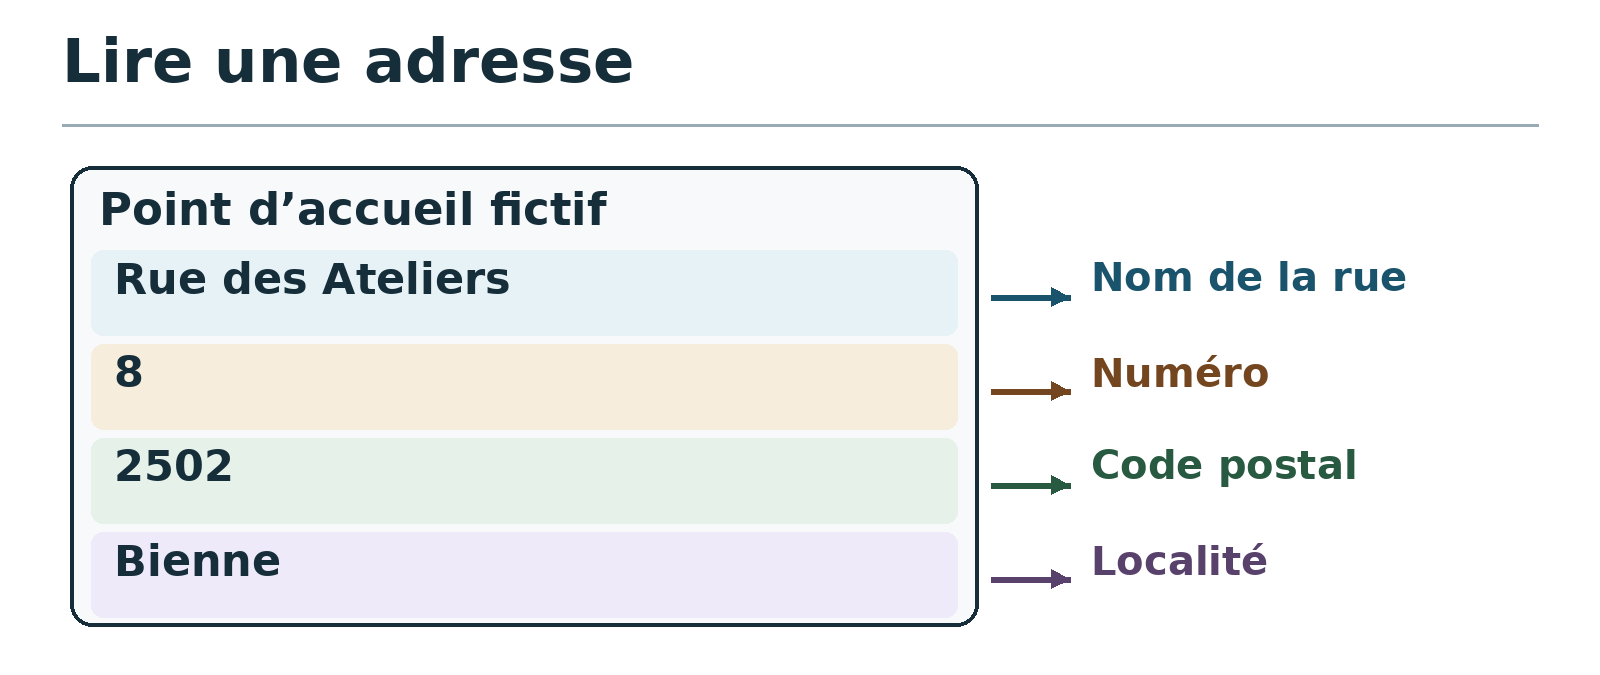 Lire une adresse
Point d’accueil fictif
Rue des Ateliers
Nom de la rue
8
Numéro
2502
Code postal
Bienne
Localité